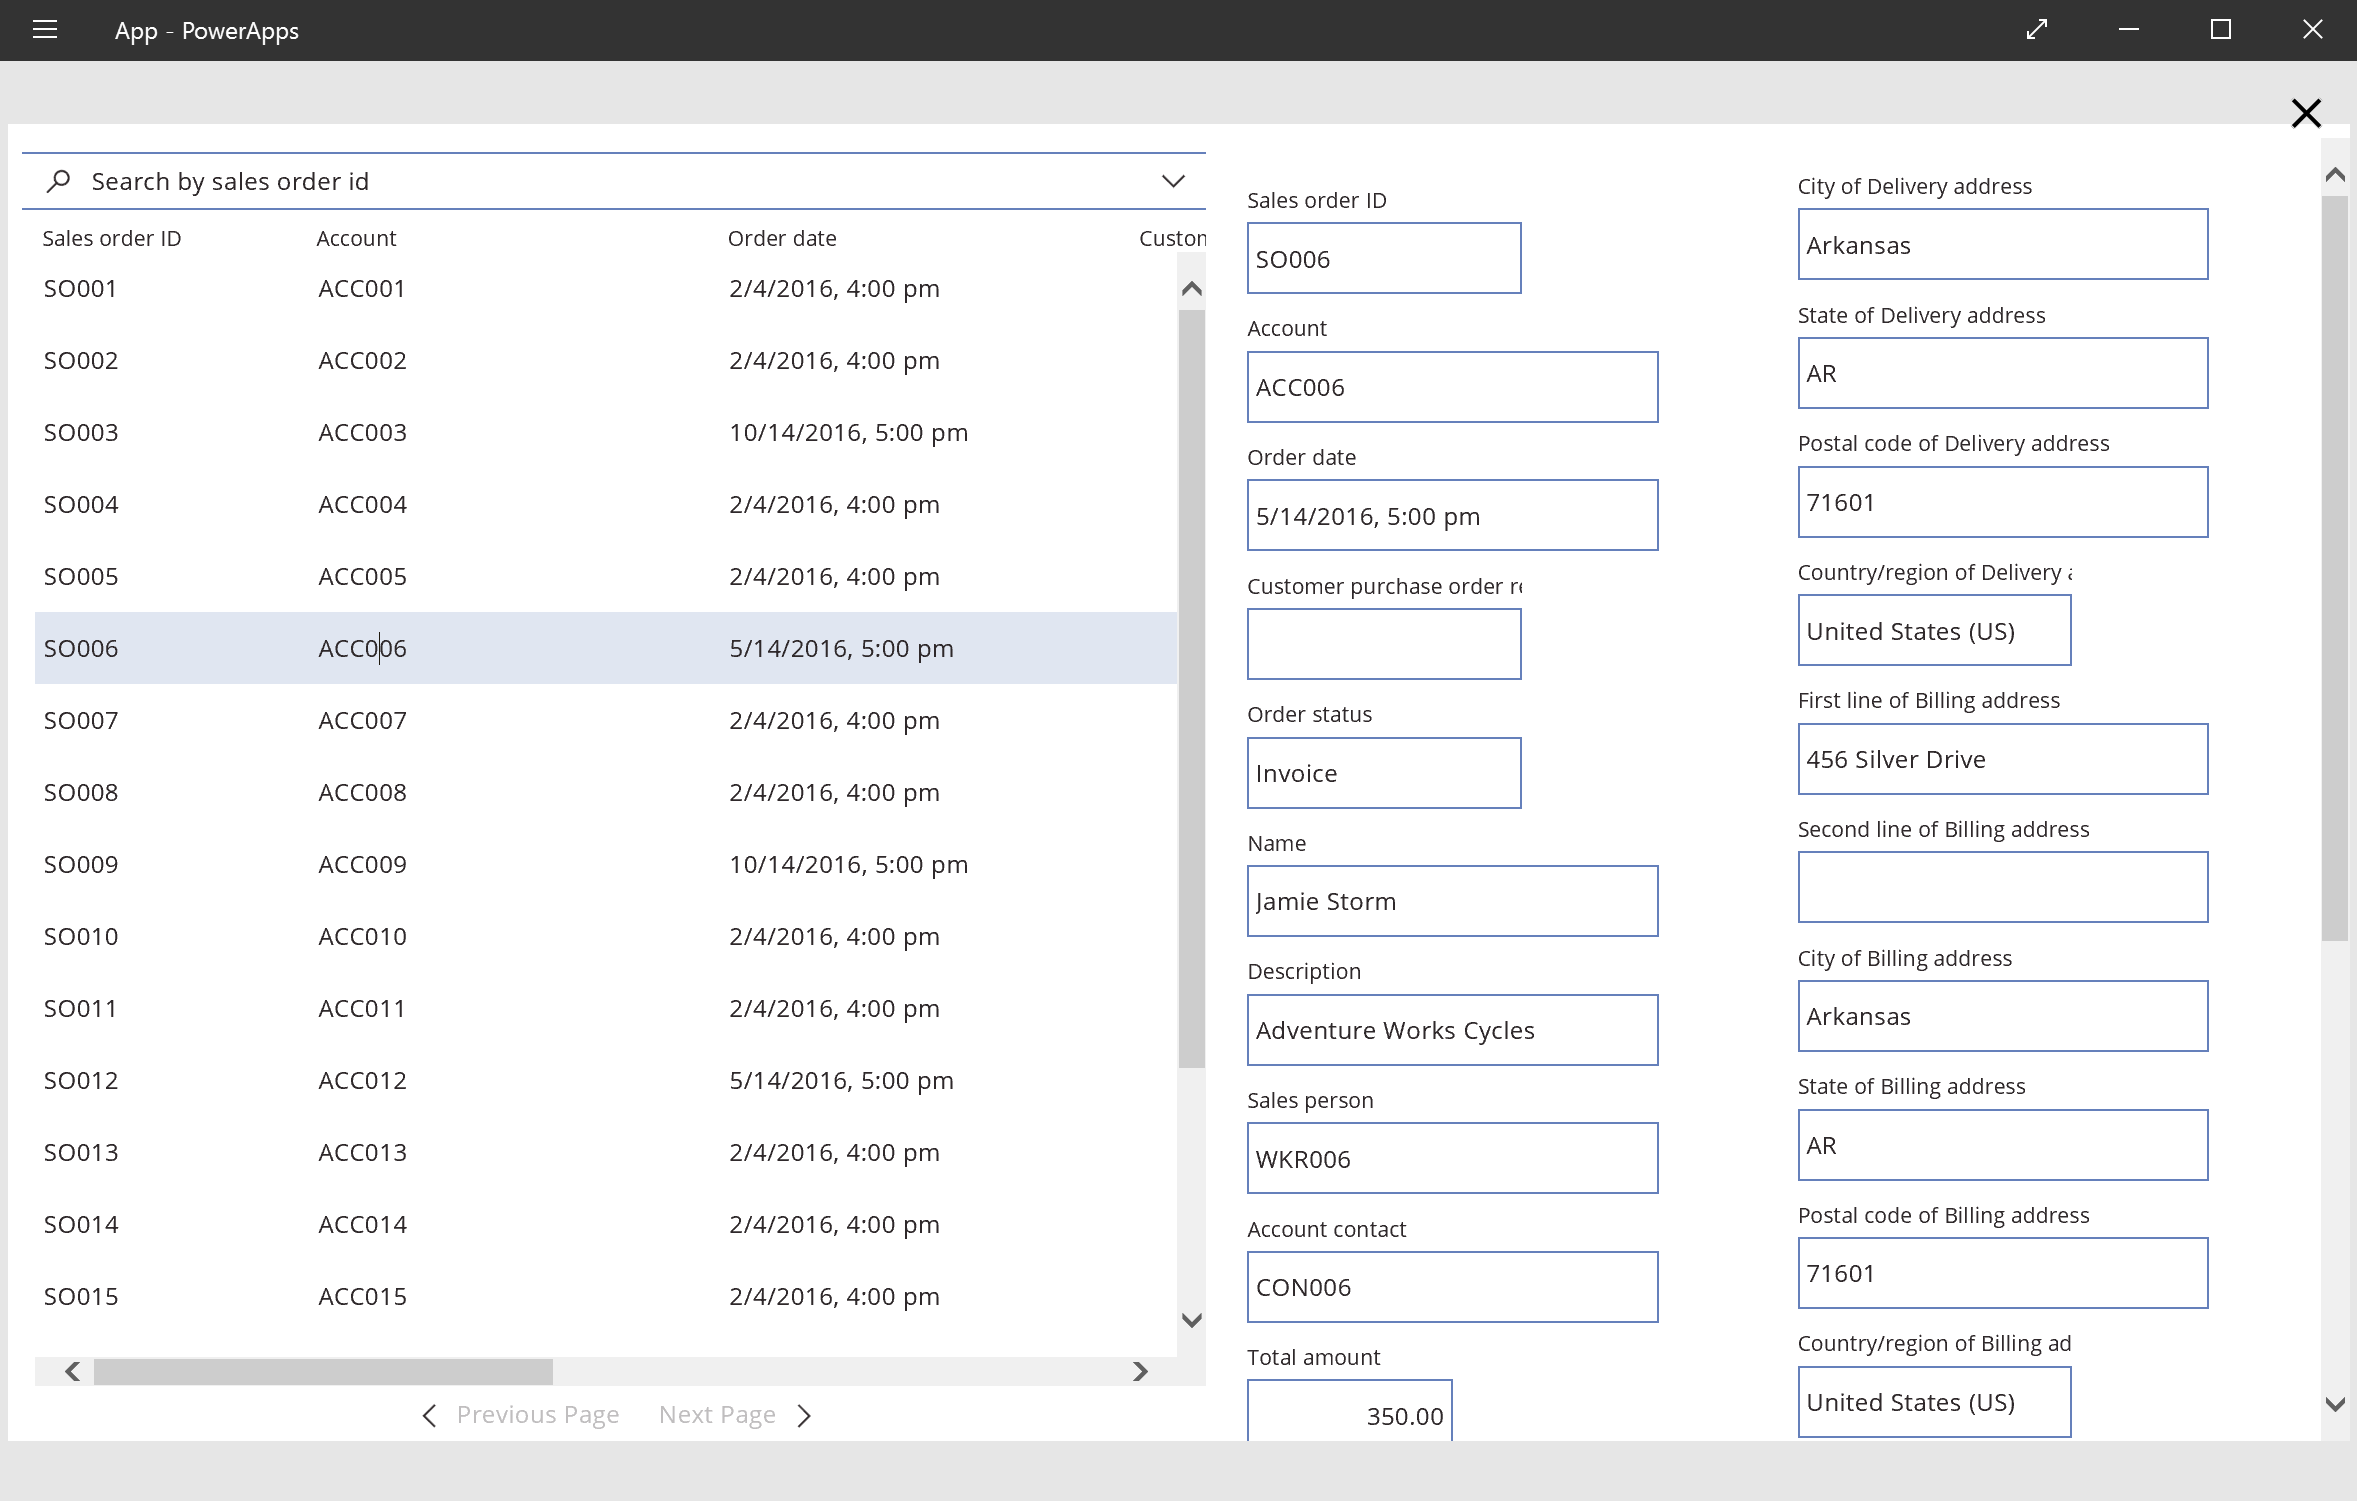 App - PowerApps
Search by sales order id
Sales order ID Account Order date Custon
SO001 ACC001 2/4/2016, 4:00 pm
SO002 ACC002 2/4/2016, 4:00 pm
SO003 ACC003 10/14/2016, 5:00 pm
SO004 ACC004 2/4/2016, 4:00 pm
SO005 ACC005 2/4/2016, 4:00 pm
SO006 ACC006 5/14/2016, 5:00 pm
SO007 ACC007 2/4/2016, 4:00 pm
SO008 ACC008 2/4/2016, 4:00 pm
SO009 ACC009 10/14/2016, 5:00 pm
SO010 ACC010 2/4/2016, 4:00 pm
SO011 ACC011 2/4/2016, 4:00 pm
SO012 ACC012 5/14/2016, 5:00 pm
SO013 ACC013 2/4/2016, 4:00 pm
SO014 ACC014 2/4/2016, 4:00 pm
SO015 ACC015 2/4/2016, 4:00 pm
Previous Page Next Page
Sales order ID
SO006
Account
ACC006
Order date
5/14/2016, 5:00 pm
Customer purchase order re
Order status
Invoice
Name
Jamie Storm
Description
Adventure Works Cycles
Sales person
WKR006
Account contact
CON006
Total amount
350.00
City of Delivery address
Arkansas
State of Delivery address
AR
Postal code of Delivery address
71601
Country/region of Delivery a
United States (US)
First line of Billing address
456 Silver Drive
Second line of Billing address
City of Billing address
Arkansas
State of Billing address
AR
Postal code of Billing address
71601
Country/region of Billing ad
United States (US)